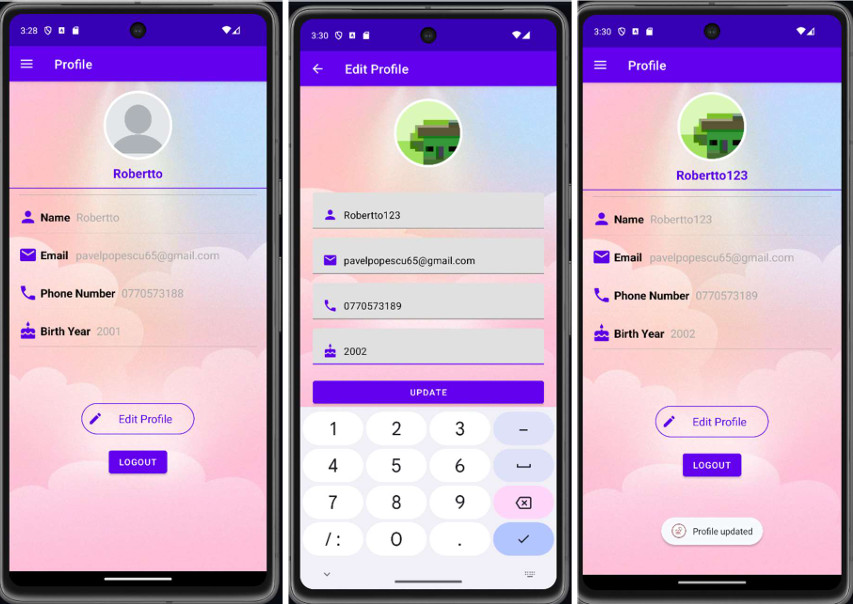 3:28
Profile
Robertto
Name Robertto
Email pavelpopescu65@gmail.com
Phone Number 0770573188
Birth Year 2001
Edit Profile
LOGOUT
3:30
Edit Profile
Robertto123
pavelpopescu65@gmail.com
0770573189
2002
UPDATE
1 2 3 –
4 5 6
7 8 9
/ : 0 .
3:30
Profile
Robertto123
Name Robertto123
Email pavelpopescu65@gmail.com
Phone Number 0770573189
Birth Year 2002
Edit Profile
LOGOUT
Profile updated